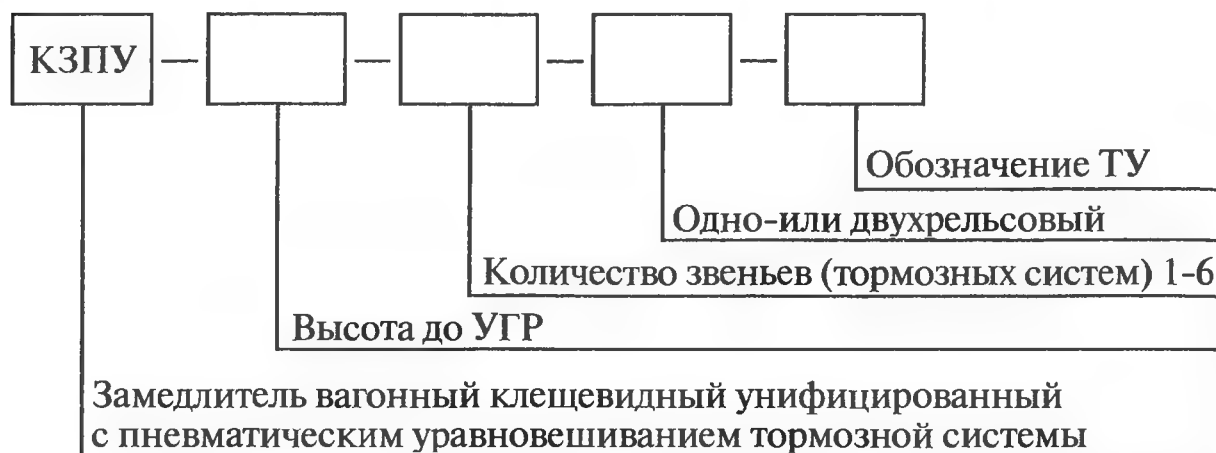 КЗПУ — — — —
Обозначение ТУ
Одно-или двухрельсовый
Количество звеньев (тормозных систем) 1-6
Высота до УГР
Замедлитель вагонный клещевидный унифицированный
с пневматическим уравновешиванием тормозной системы